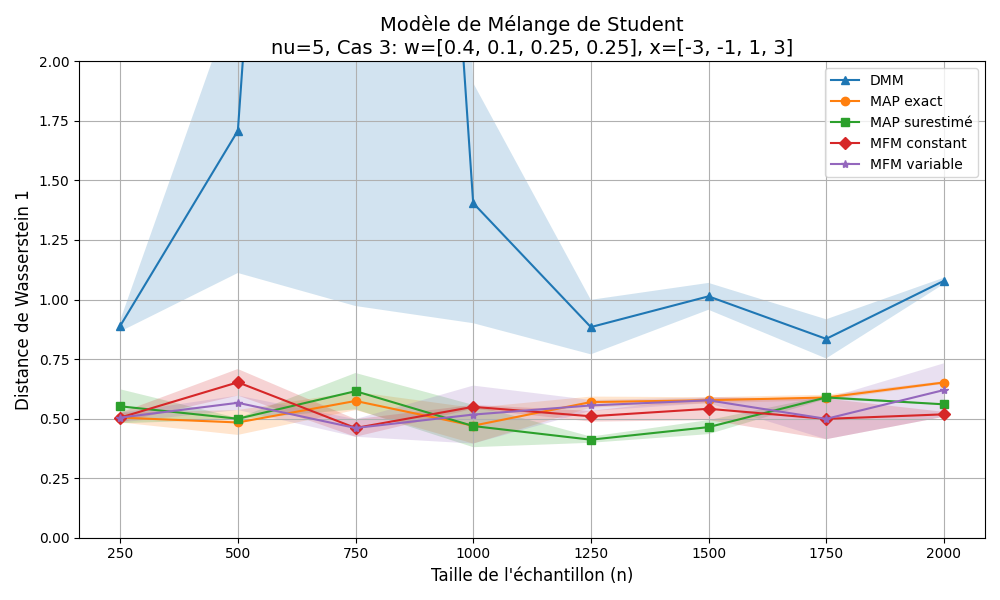 Modèle de Mélange de Student
nu=5, Cas 3: w=[0.4, 0.1, 0.25, 0.25], x=[-3, -1, 1, 3]
Distance de Wasserstein 1
2.00
1.75
1.50
1.25
1.00
0.75
0.50
0.25
0.00
DMM
MAP exact
MAP surestimé
MFM constant
MFM variable
250 500 750 1000 1250 1500 1750 2000
Taille de l'échantillon (n)